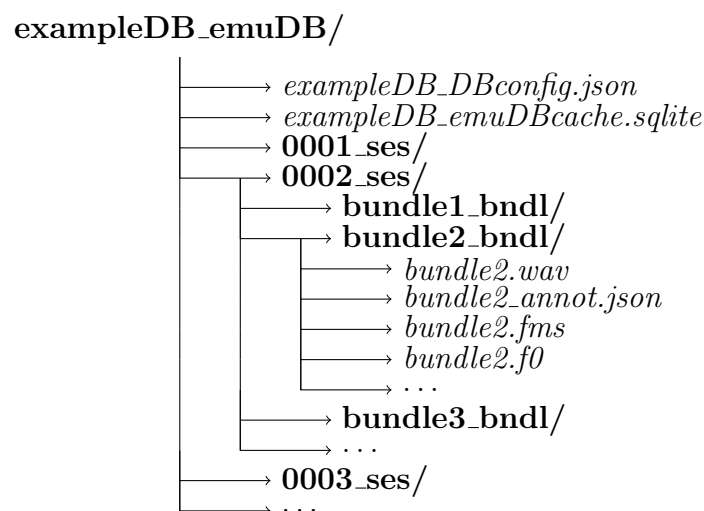 exampleDB_emuDB/
exampleDB_DBconfig.json
exampleDB_emuDBcache.sqlite
0001_ses/
0002_ses/
bundle1_bndl/
bundle2_bndl/
bundle2.wav
bundle2_annot.json
bundle2.fms
bundle2.f0
...
bundle3_bndl/
...
0003_ses/
...